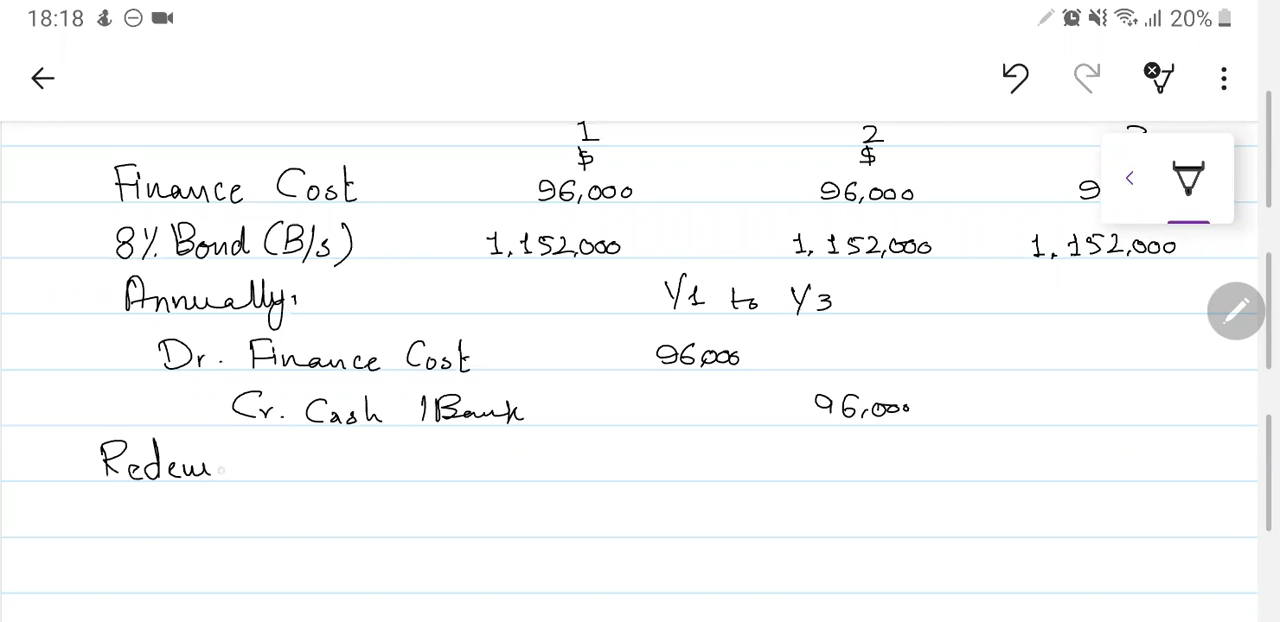 18:18 20%
1 2
$ $
Finance Cost 96,000 96,000 9
8% Bond (B/s) 1,152,000 1,152,000 1,152,000
Annually, Y1 to Y3
Dr. Finance Cost 96,000
Cr. Cash / Bank 96,000
Redem